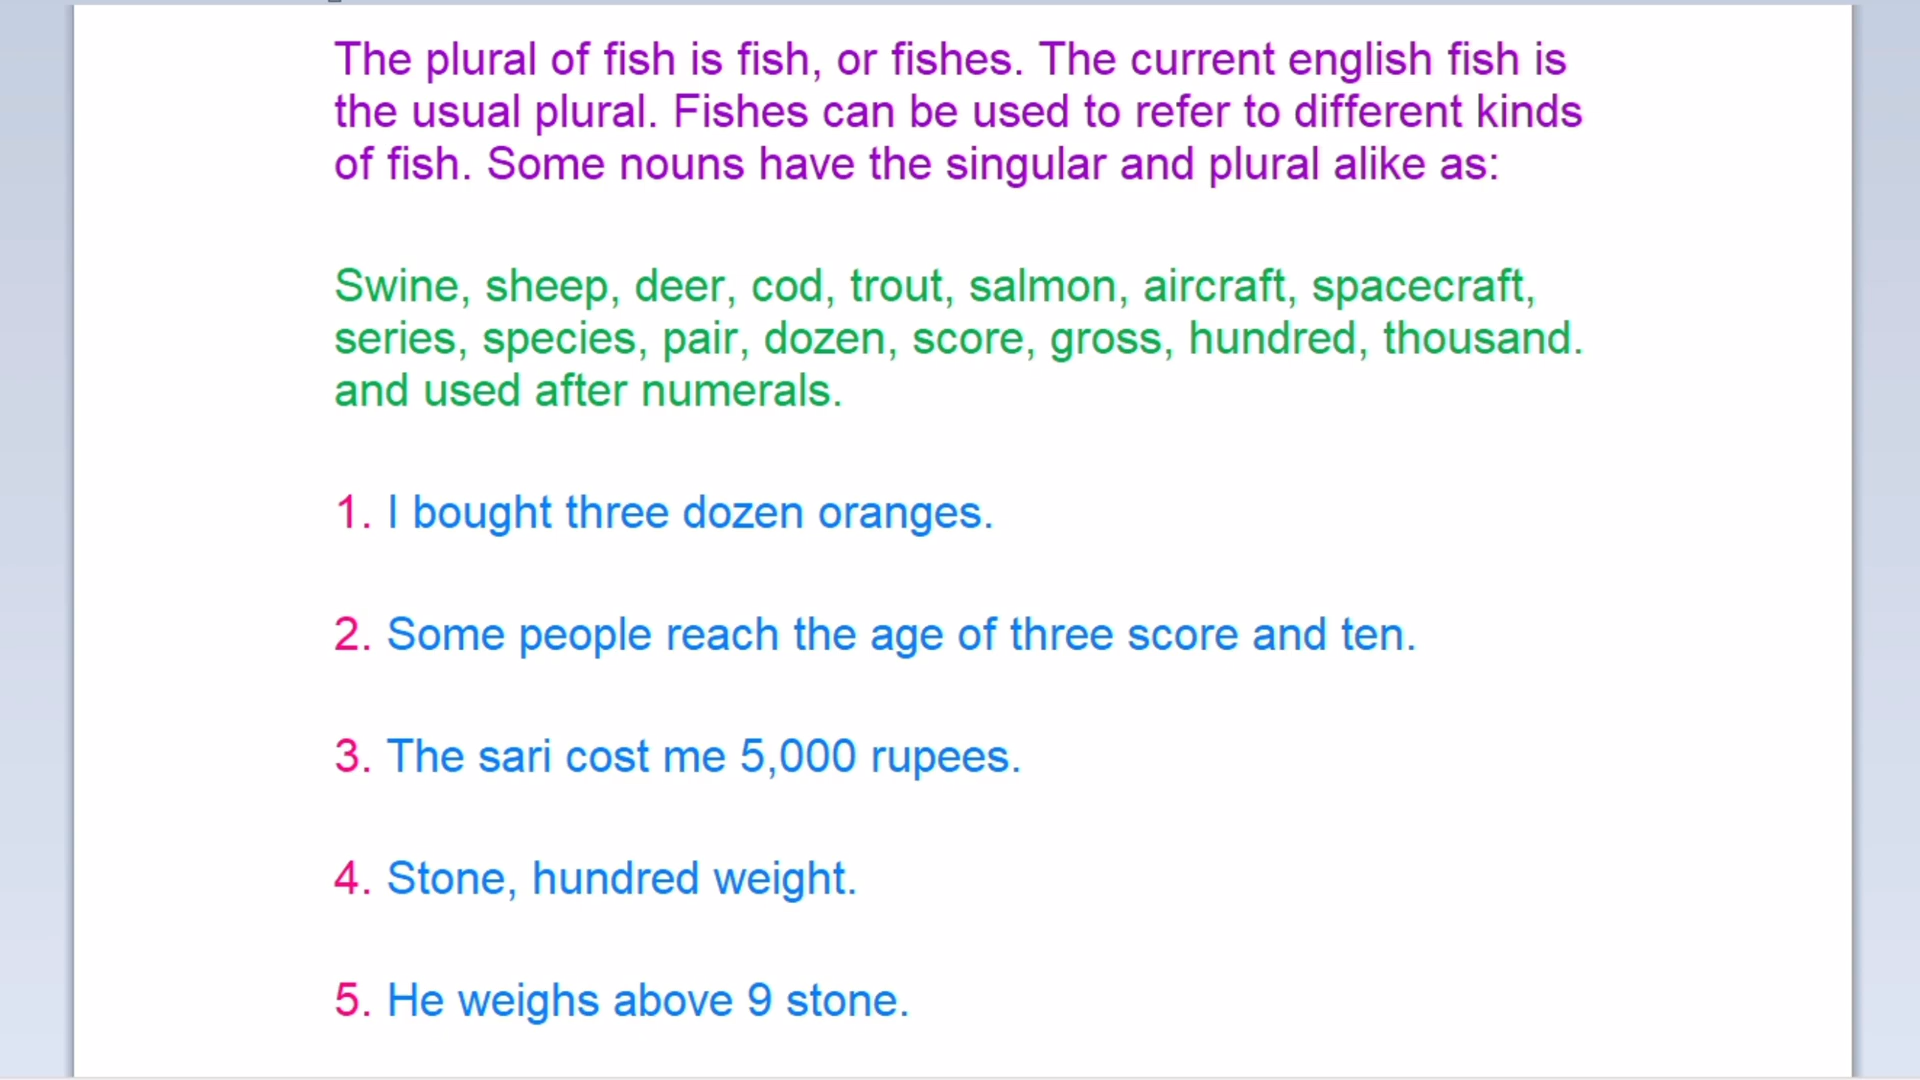 The plural of fish is fish, or fishes. The current english fish is
the usual plural. Fishes can be used to refer to different kinds
of fish. Some nouns have the singular and plural alike as:
Swine, sheep, deer, cod, trout, salmon, aircraft, spacecraft,
series, species, pair, dozen, score, gross, hundred, thousand.
and used after numerals.
1. I bought three dozen oranges.
2. Some people reach the age of three score and ten.
3. The sari cost me 5,000 rupees.
4. Stone, hundred weight.
5. He weighs above 9 stone.